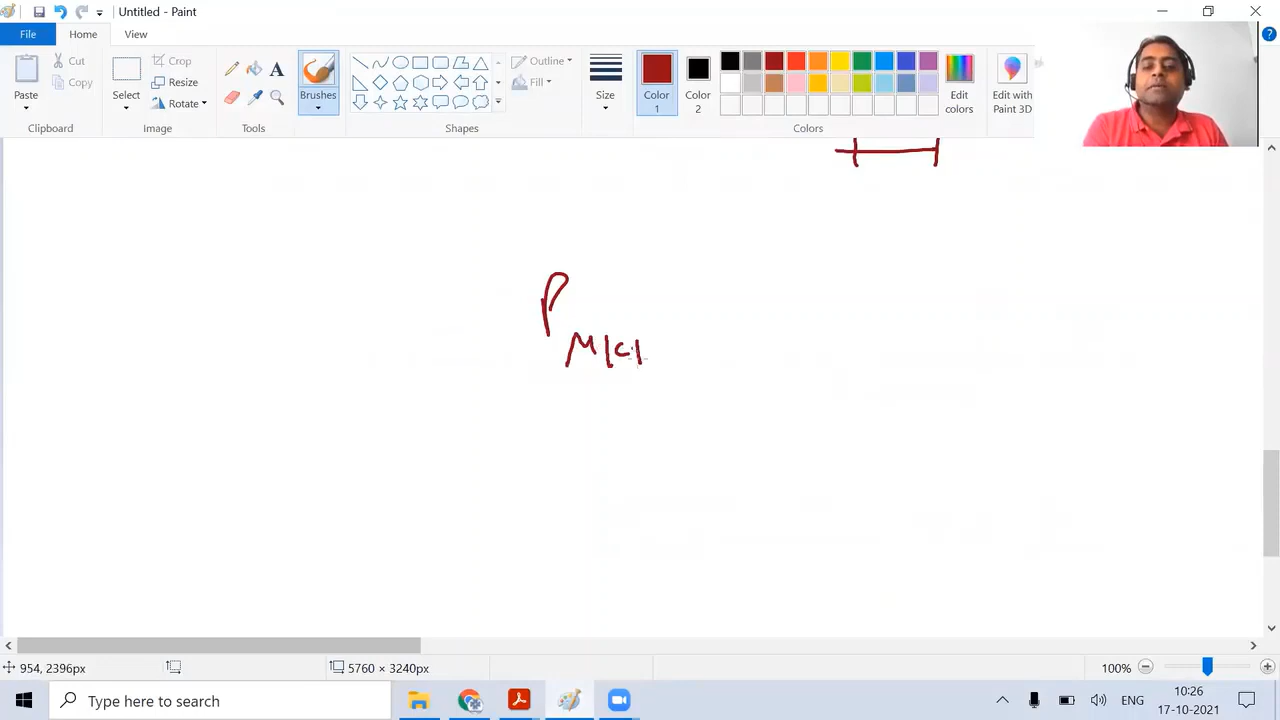 Untitled - Paint
File Home View
Paste
Cut
Copy
Clipboard
Select
Crop
Resize
Rotate
Image
A
Tools
Brushes
Outline
Fill
Shapes
Size
Color 1
Color 2
Edit colors
Colors
Edit with Paint 3D
P
M|C|
954, 2396px
5760 × 3240px
100%
Type here to search
ENG
10:26
17-10-2021